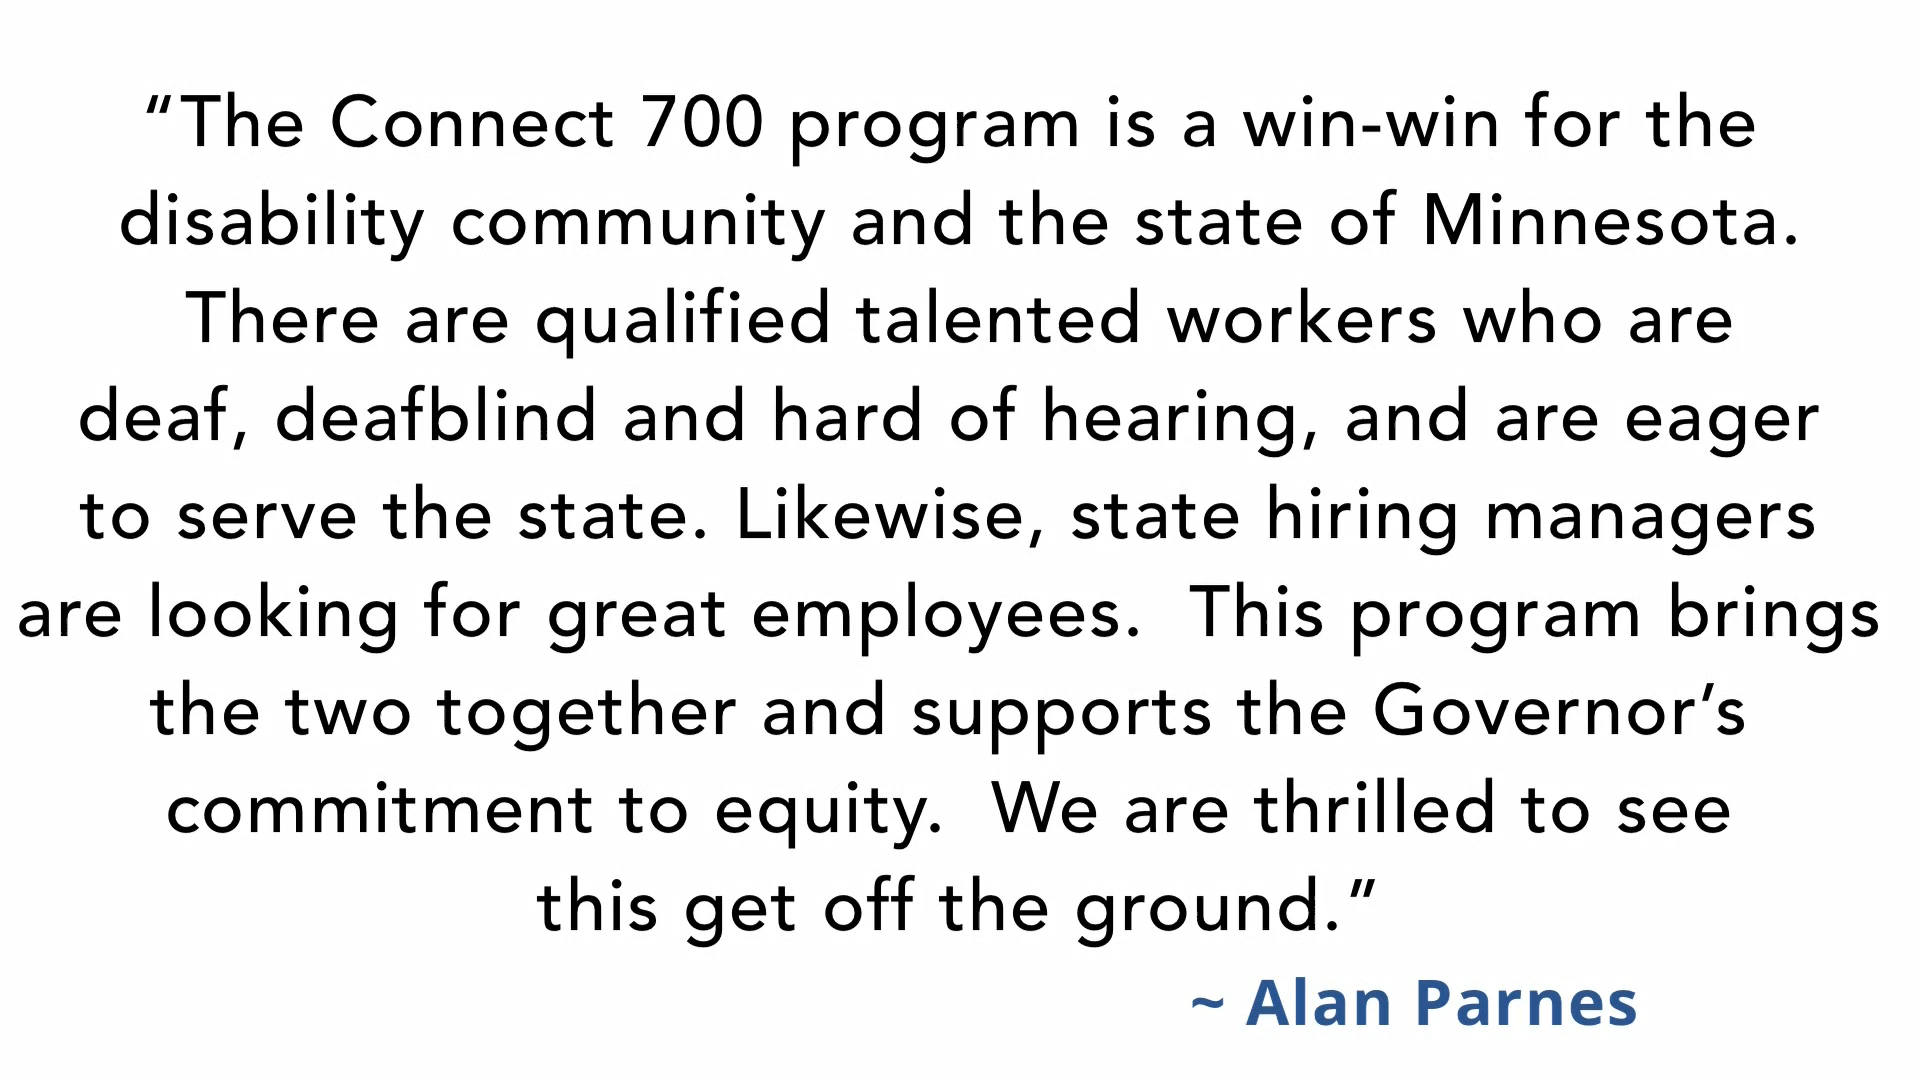 “The Connect 700 program is a win-win for the
disability community and the state of Minnesota.
There are qualified talented workers who are
deaf, deafblind and hard of hearing, and are eager
to serve the state. Likewise, state hiring managers
are looking for great employees.  This program brings
the two together and supports the Governor’s
commitment to equity.  We are thrilled to see
this get off the ground.”
~ Alan Parnes